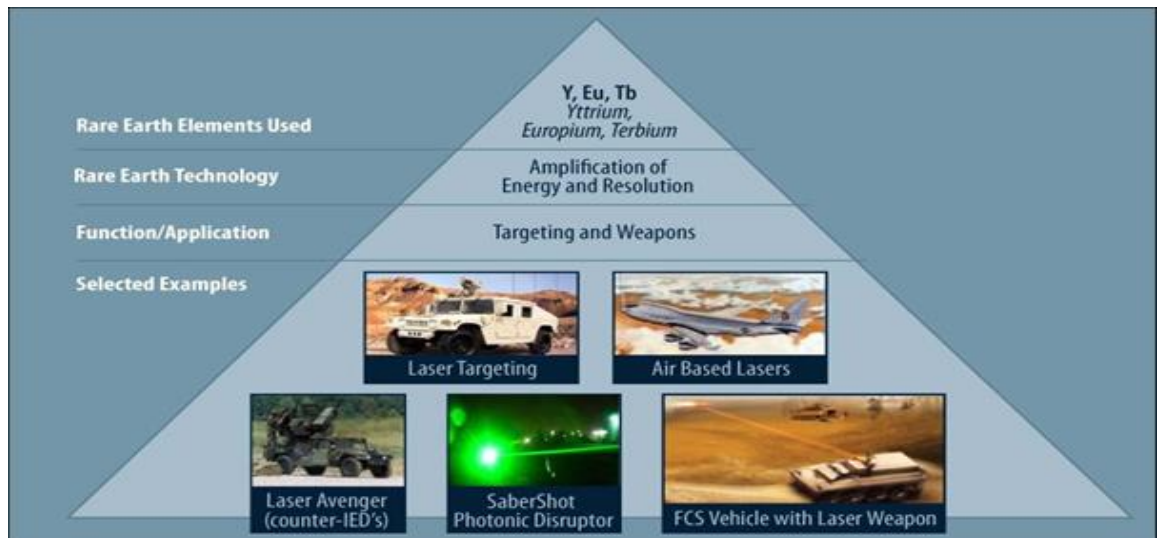 Y, Eu, Tb
Yttrium,
Europium, Terbium
Rare Earth Elements Used
Amplification of
Energy and Resolution
Rare Earth Technology
Function/Application
Targeting and Weapons
Selected Examples
Laser Targeting
Air Based Lasers
Laser Avenger
(counter-IED's)
SaberShot
Photonic Disruptor
FCS Vehicle with Laser Weapon